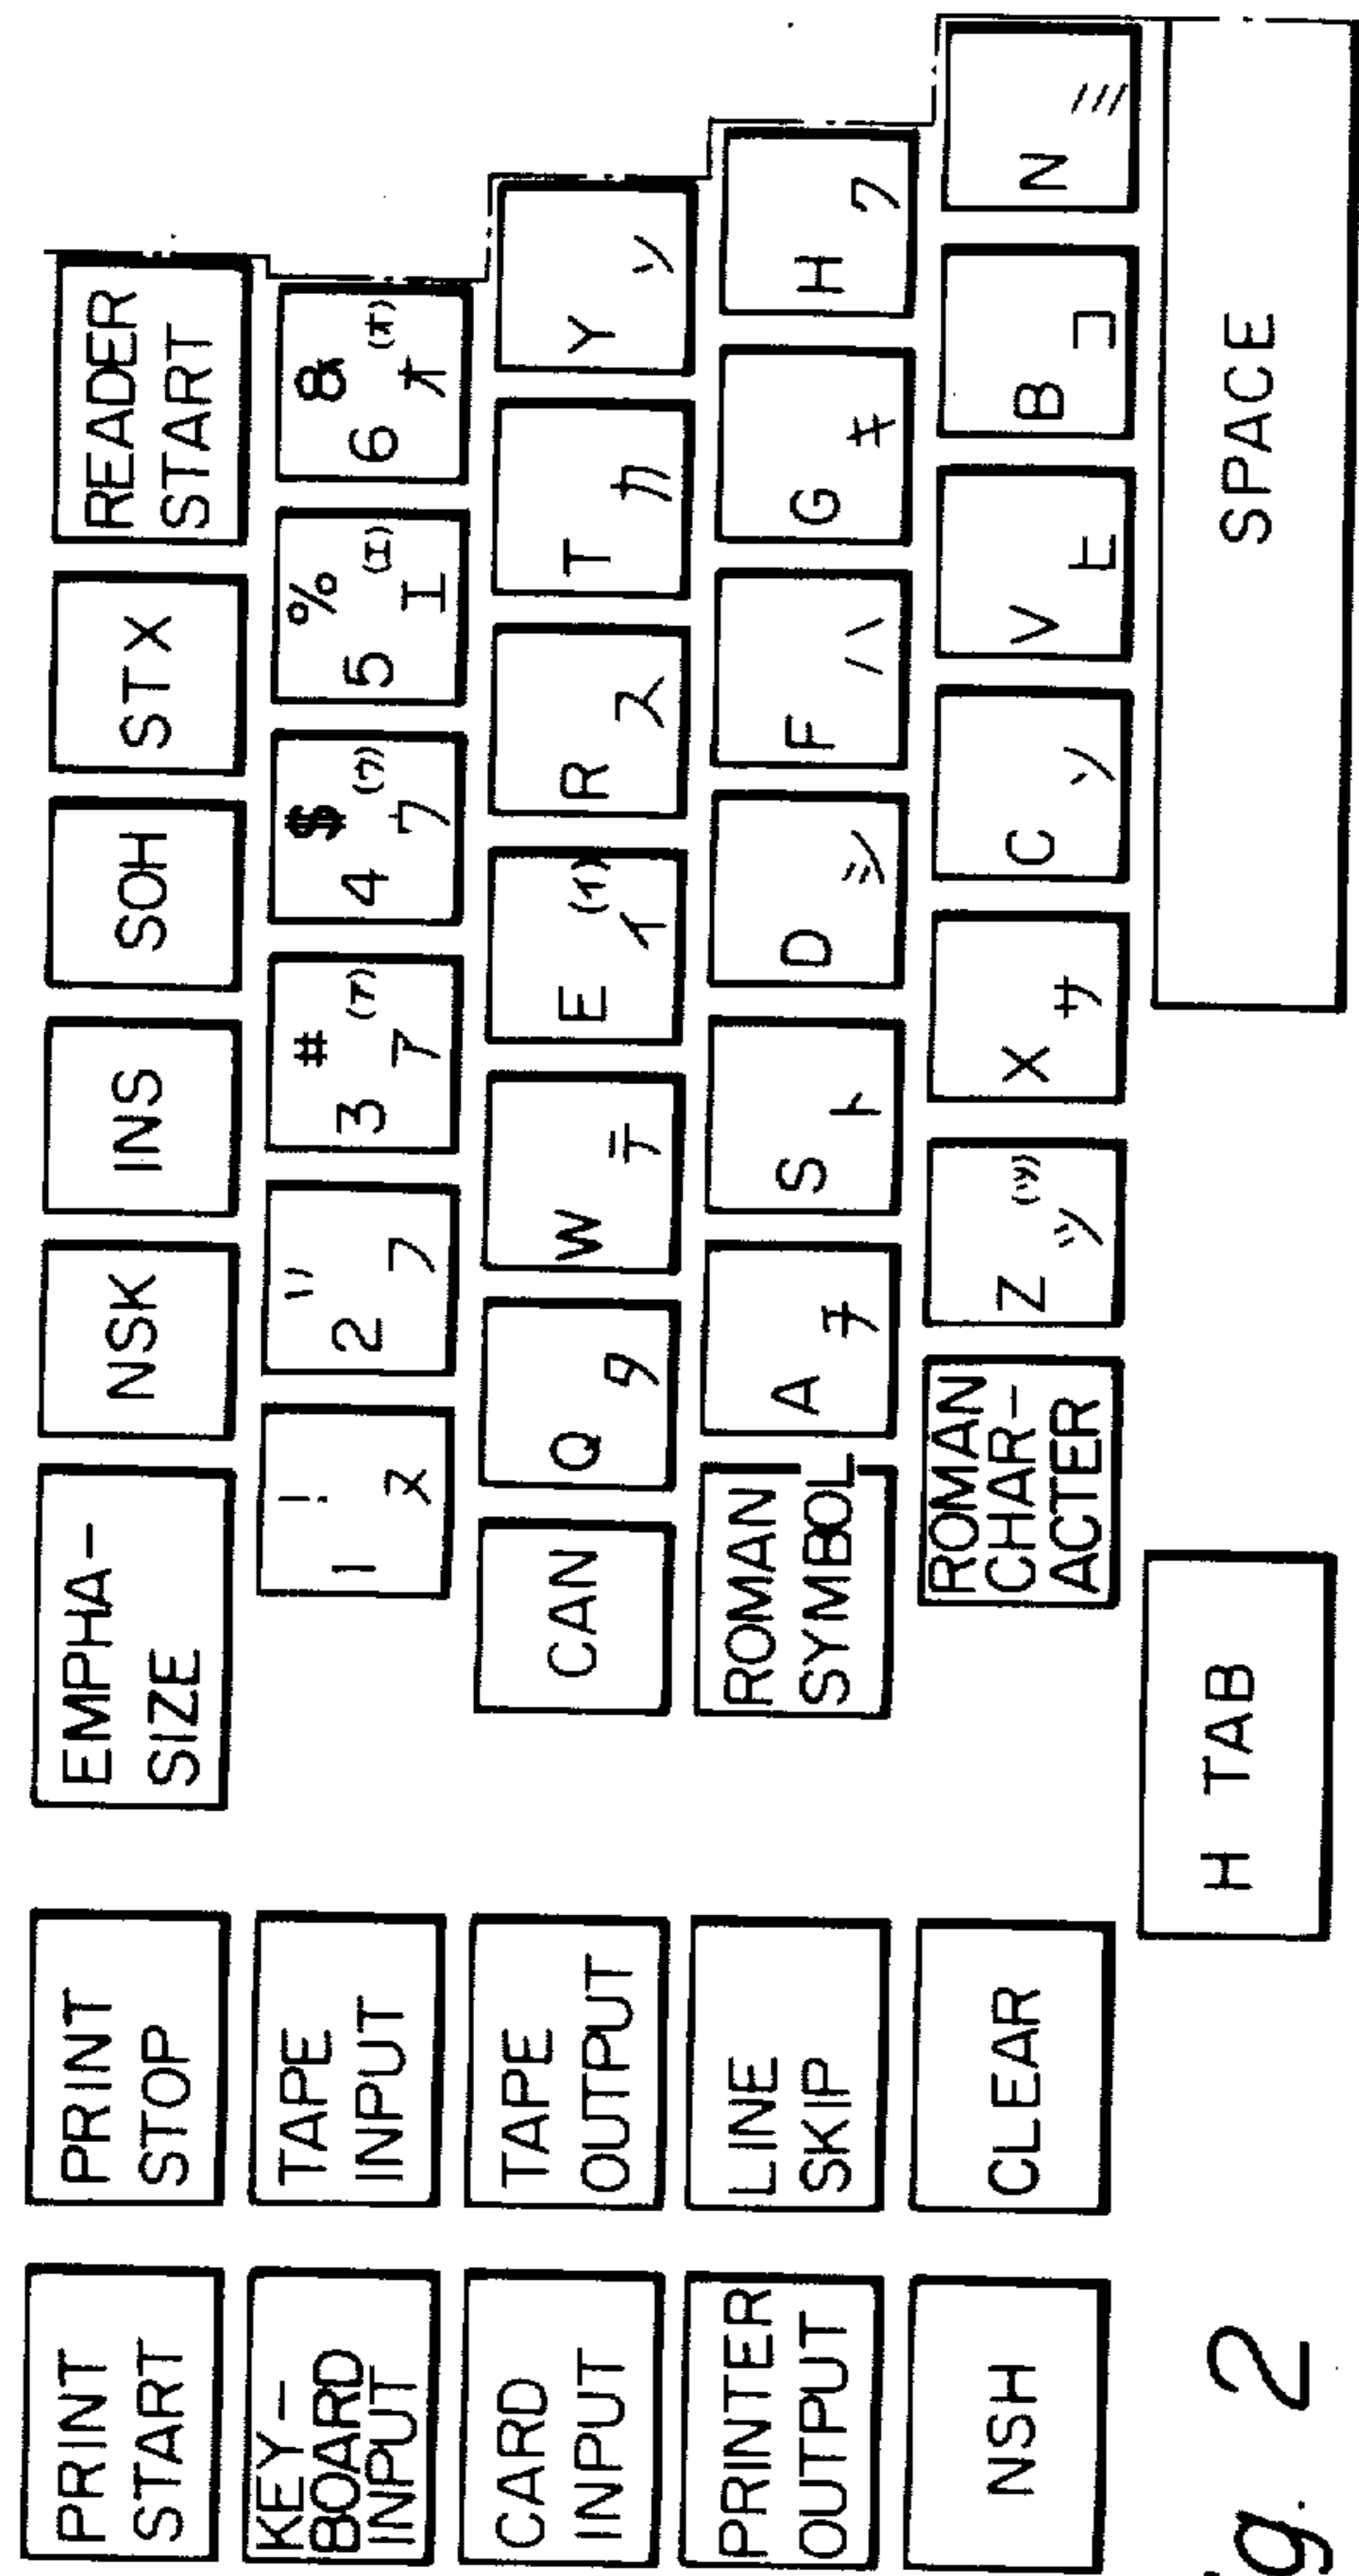 PRINT
START
PRINT
STOP
EMPHA-
SIZE
NSK
INS
SOH
STX
READER
START
KEY-
BOARD
INPUT
TAPE
INPUT
!
1 ヌ
"
2 フ
#
3 ア (ァ)
$
4 ウ (ゥ)
%
5 エ (ェ)
&
6 オ (ォ)
CARD
INPUT
TAPE
OUTPUT
CAN
Q タ
W テ
E イ (ィ)
R ス
T カ
Y ン
PRINTER
OUTPUT
LINE
SKIP
ROMAN
SYMBOL
A チ
S ト
D シ
F ハ
G キ
H ク
NSH
CLEAR
ROMAN
CHAR-
ACTER
Z ツ (ッ)
X サ
C ソ
V ヒ
B コ
N ミ
H TAB
SPACE
g. 2